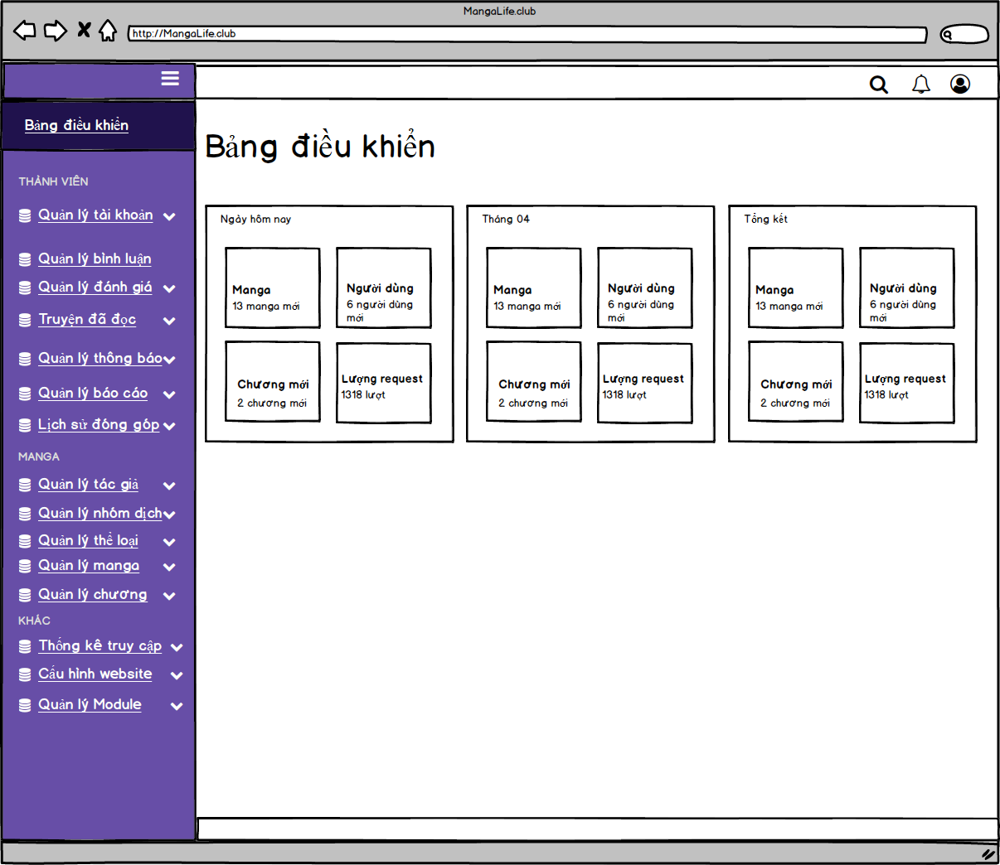 MangaLife.club
http://MangaLife.club
Bảng điều khiển
THÀNH VIÊN
Quản lý tài khoản
Quản lý bình luận
Quản lý đánh giá
Truyện đã đọc
Quản lý thông báo
Quản lý báo cáo
Lịch sử đóng góp
MANGA
Quản lý tác giả
Quản lý nhóm dịch
Quản lý thể loại
Quản lý manga
Quản lý chương
KHÁC
Thống kê truy cập
Cấu hình website
Quản lý Module
Bảng điều khiển
Ngày hôm nay
Manga
13 manga mới
Người dùng
6 người dùng
mới
Chương mới
2 chương mới
Lượng request
1318 lượt
Tháng 04
Manga
13 manga mới
Người dùng
6 người dùng
mới
Chương mới
2 chương mới
Lượng request
1318 lượt
Tổng kết
Manga
13 manga mới
Người dùng
6 người dùng
mới
Chương mới
2 chương mới
Lượng request
1318 lượt